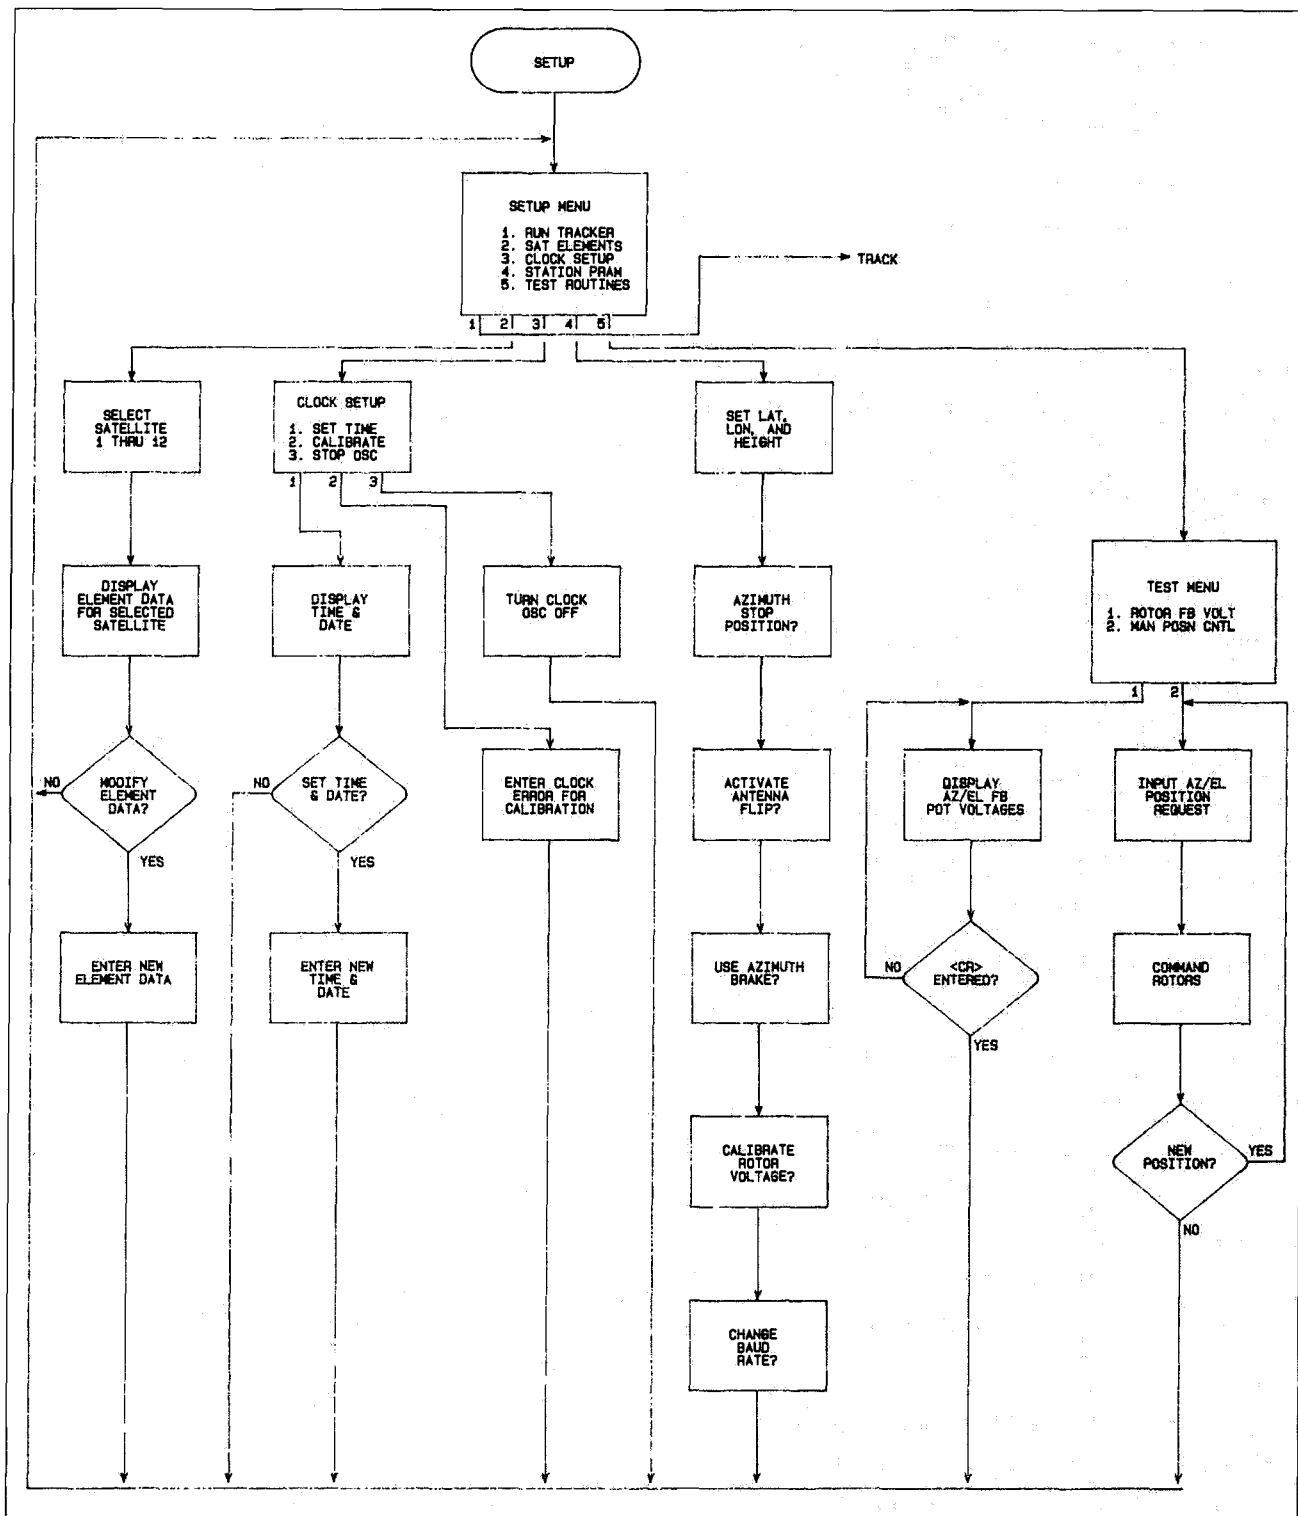 SETUP
SETUP MENU
1. RUN TRACKER
2. SAT ELEMENTS
3. CLOCK SETUP
4. STATION PRAM
5. TEST ROUTINES
TRACK
1 2 3 4 5
SELECT
SATELLITE
1 THRU 12
CLOCK SETUP
1. SET TIME
2. CALIBRATE
3. STOP OSC
1 2 3
SET LAT,
LON, AND
HEIGHT
DISPLAY
ELEMENT DATA
FOR SELECTED
SATELLITE
DISPLAY
TIME &
DATE
TURN CLOCK
OSC OFF
AZIMUTH
STOP
POSITION?
TEST MENU
1. ROTOR FB VOLT
2. MAN POSN CNTL
1 2
NO
MODIFY
ELEMENT
DATA?
YES
NO
SET TIME
& DATE?
YES
ENTER CLOCK
ERROR FOR
CALIBRATION
ACTIVATE
ANTENNA
FLIP?
DISPLAY
AZ/EL FB
POT VOLTAGES
INPUT AZ/EL
POSITION
REQUEST
ENTER NEW
ELEMENT DATA
ENTER NEW
TIME &
DATE
USE AZIMUTH
BRAKE?
NO
<CR>
ENTERED?
YES
COMMAND
ROTORS
CALIBRATE
ROTOR
VOLTAGE?
NEW
POSITION?
YES
NO
CHANGE
BAUD
RATE?